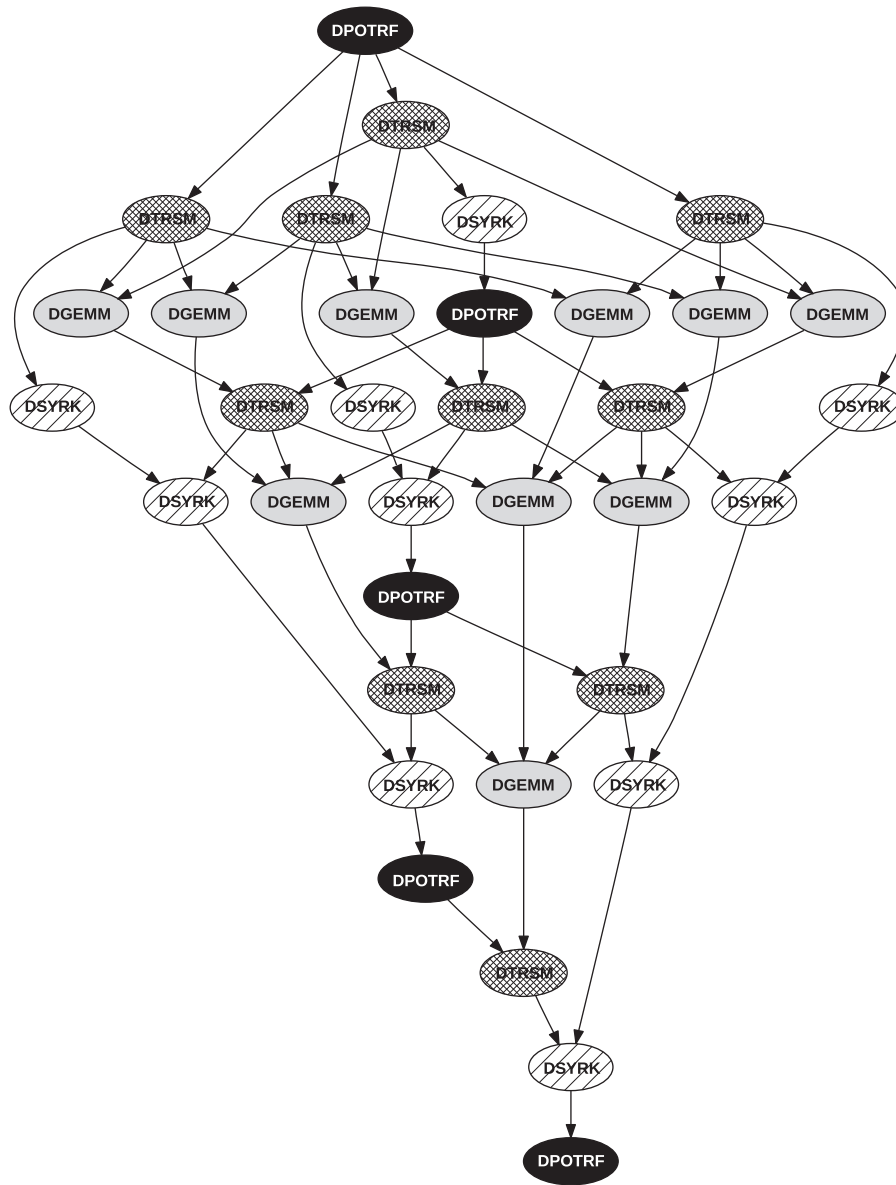 DPOTRF
DTRSM
DTRSM DTRSM DSYRK DTRSM
DGEMM DGEMM DGEMM DPOTRF DGEMM DGEMM DGEMM
DSYRK DTRSM DSYRK DTRSM DTRSM DSYRK
DSYRK DGEMM DSYRK DGEMM DGEMM DSYRK
DPOTRF
DTRSM DTRSM
DSYRK DGEMM DSYRK
DPOTRF
DTRSM
DSYRK
DPOTRF